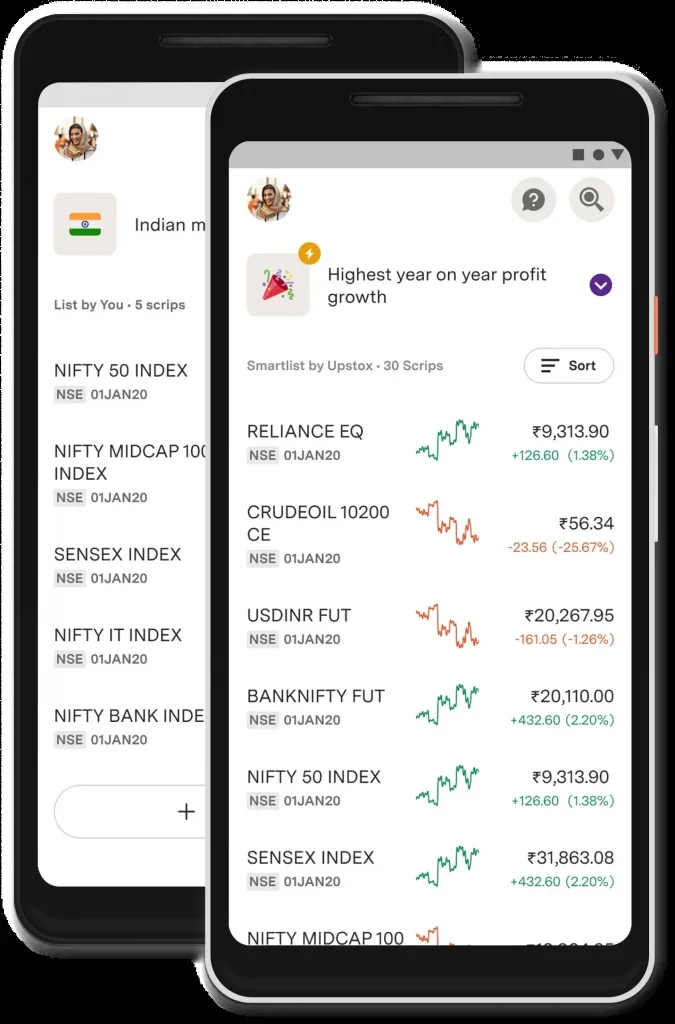 Indian m
List by You • 5 scrips
NIFTY 50 INDEX
NSE 01JAN20
NIFTY MIDCAP 100
INDEX
NSE 01JAN20
SENSEX INDEX
NSE 01JAN20
NIFTY IT INDEX
NSE 01JAN20
NIFTY BANK INDE
NSE 01JAN20
+
Highest year on year profit
growth
Smartlist by Upstox • 30 Scrips
Sort
RELIANCE EQ
₹9,313.90
NSE 01JAN20
+126.60 (1.38%)
CRUDEOIL 10200
CE
₹56.34
NSE 01JAN20
-23.56 (-25.67%)
USDINR FUT
₹20,267.95
NSE 01JAN20
-161.05 (-1.26%)
BANKNIFTY FUT
₹20,110.00
NSE 01JAN20
+432.60 (2.20%)
NIFTY 50 INDEX
₹9,313.90
NSE 01JAN20
+126.60 (1.38%)
SENSEX INDEX
₹31,863.08
NSE 01JAN20
+432.60 (2.20%)
NIFTY MIDCAP 100